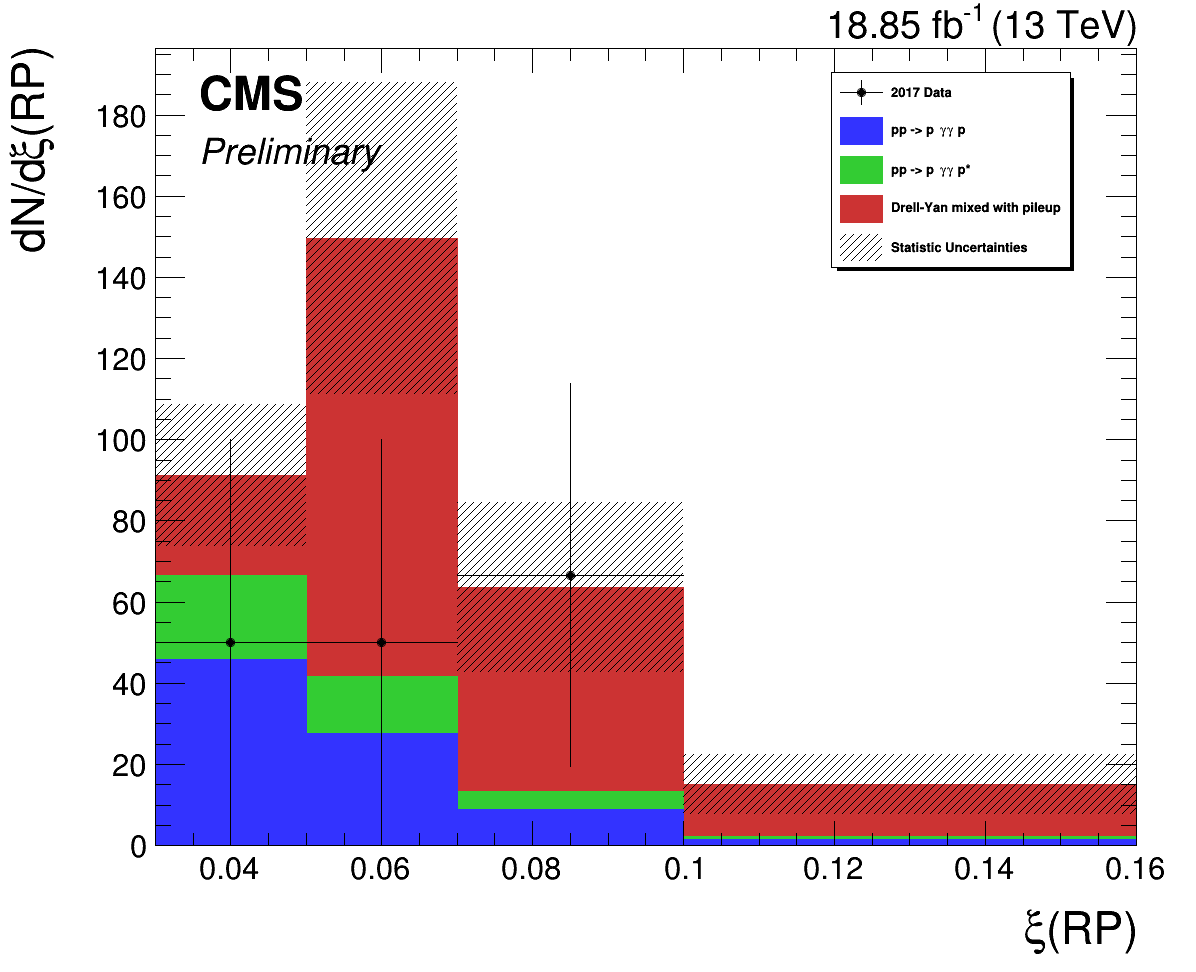 18.85 fb⁻¹ (13 TeV)
dN/dξ(RP)
CMS
Preliminary
2017 Data
pp -> p γγ p
pp -> p γγ p*
Drell-Yan mixed with pileup
Statistic Uncertainties
180
160
140
120
100
80
60
40
20
0
0.04 0.06 0.08 0.1 0.12 0.14 0.16
ξ(RP)